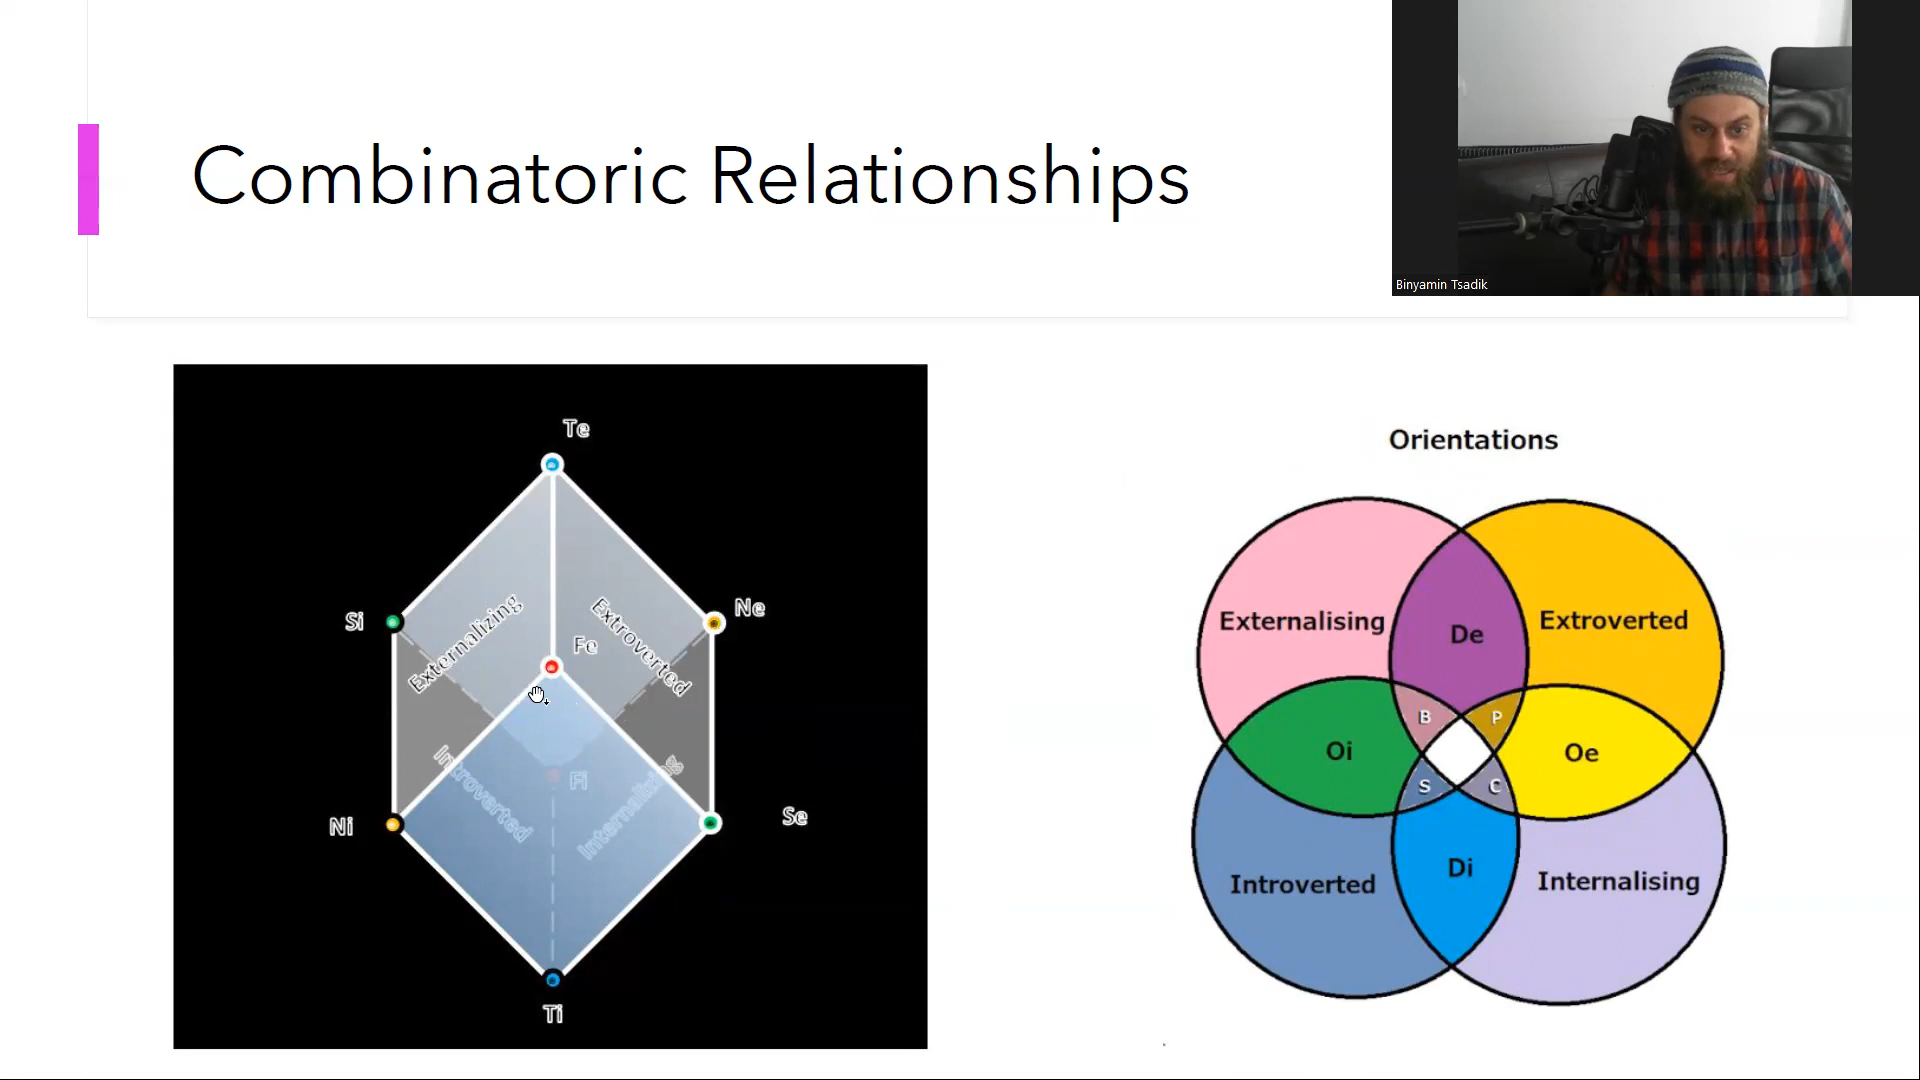 Combinatoric Relationships
Binyamin Tsadik
Te
Si
Ne
Externalizing
Extroverted
Fe
Introverted
Internalizing
Fi
Ni
Se
Ti
Orientations
Externalising
De
Extroverted
B
P
Oi
Oe
S
C
Di
Introverted
Internalising